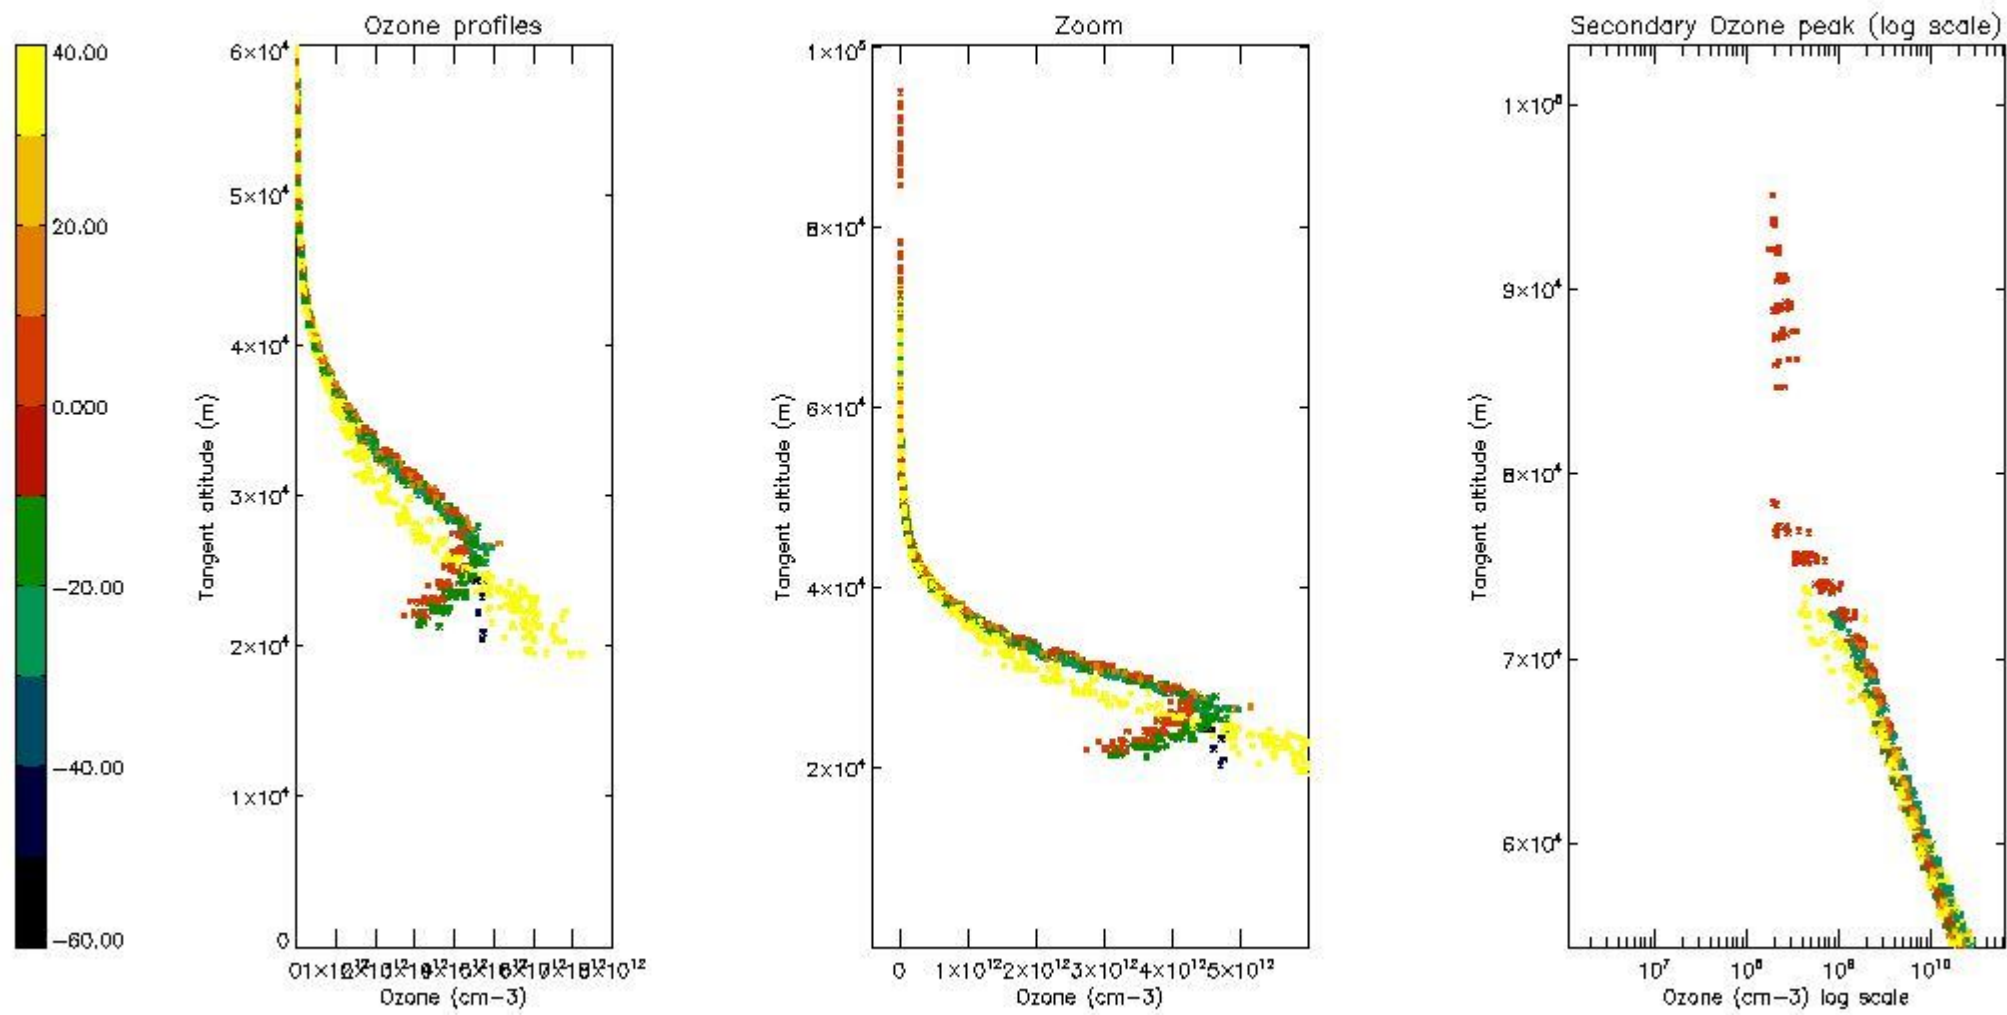 Ozone profiles
Zoom
Secondary Ozone peak (log scale)
40.00
20.00
0.000
−20.00
−40.00
−60.00
6×10⁴
5×10⁴
4×10⁴
3×10⁴
2×10⁴
1×10⁴
0
Tangent altitude (m)
Ozone (cm−3)
1×10⁵
8×10⁴
6×10⁴
4×10⁴
2×10⁴
Tangent altitude (m)
0 1×10¹² 2×10¹² 3×10¹² 4×10¹² 5×10¹²
Ozone (cm−3)
9×10⁴
8×10⁴
7×10⁴
6×10⁴
Tangent altitude (m)
10⁷ 10⁸ 10⁹ 10¹⁰
Ozone (cm−3) log scale